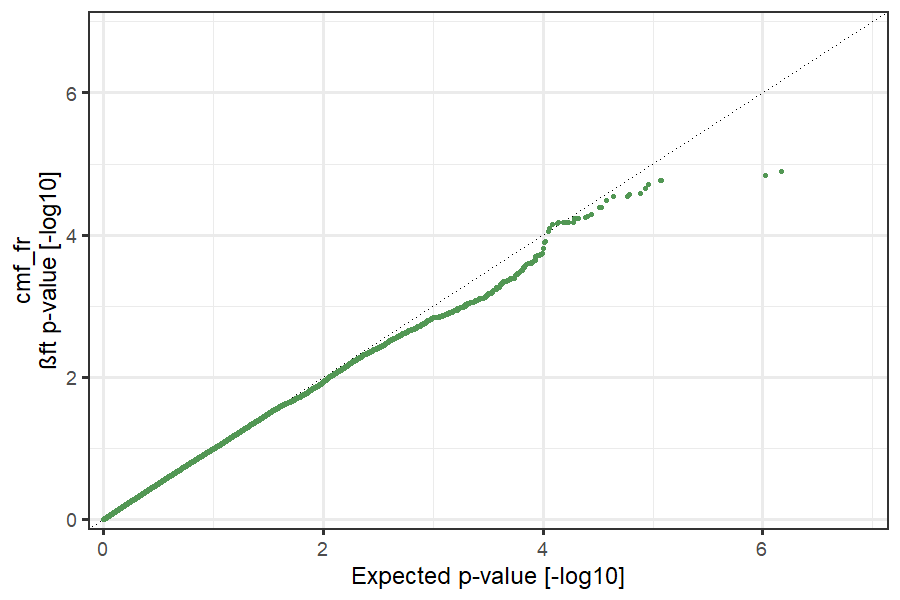 cmf_fr
ßft p-value [-log10]
6
4
2
0
0 2 4 6
Expected p-value [-log10]